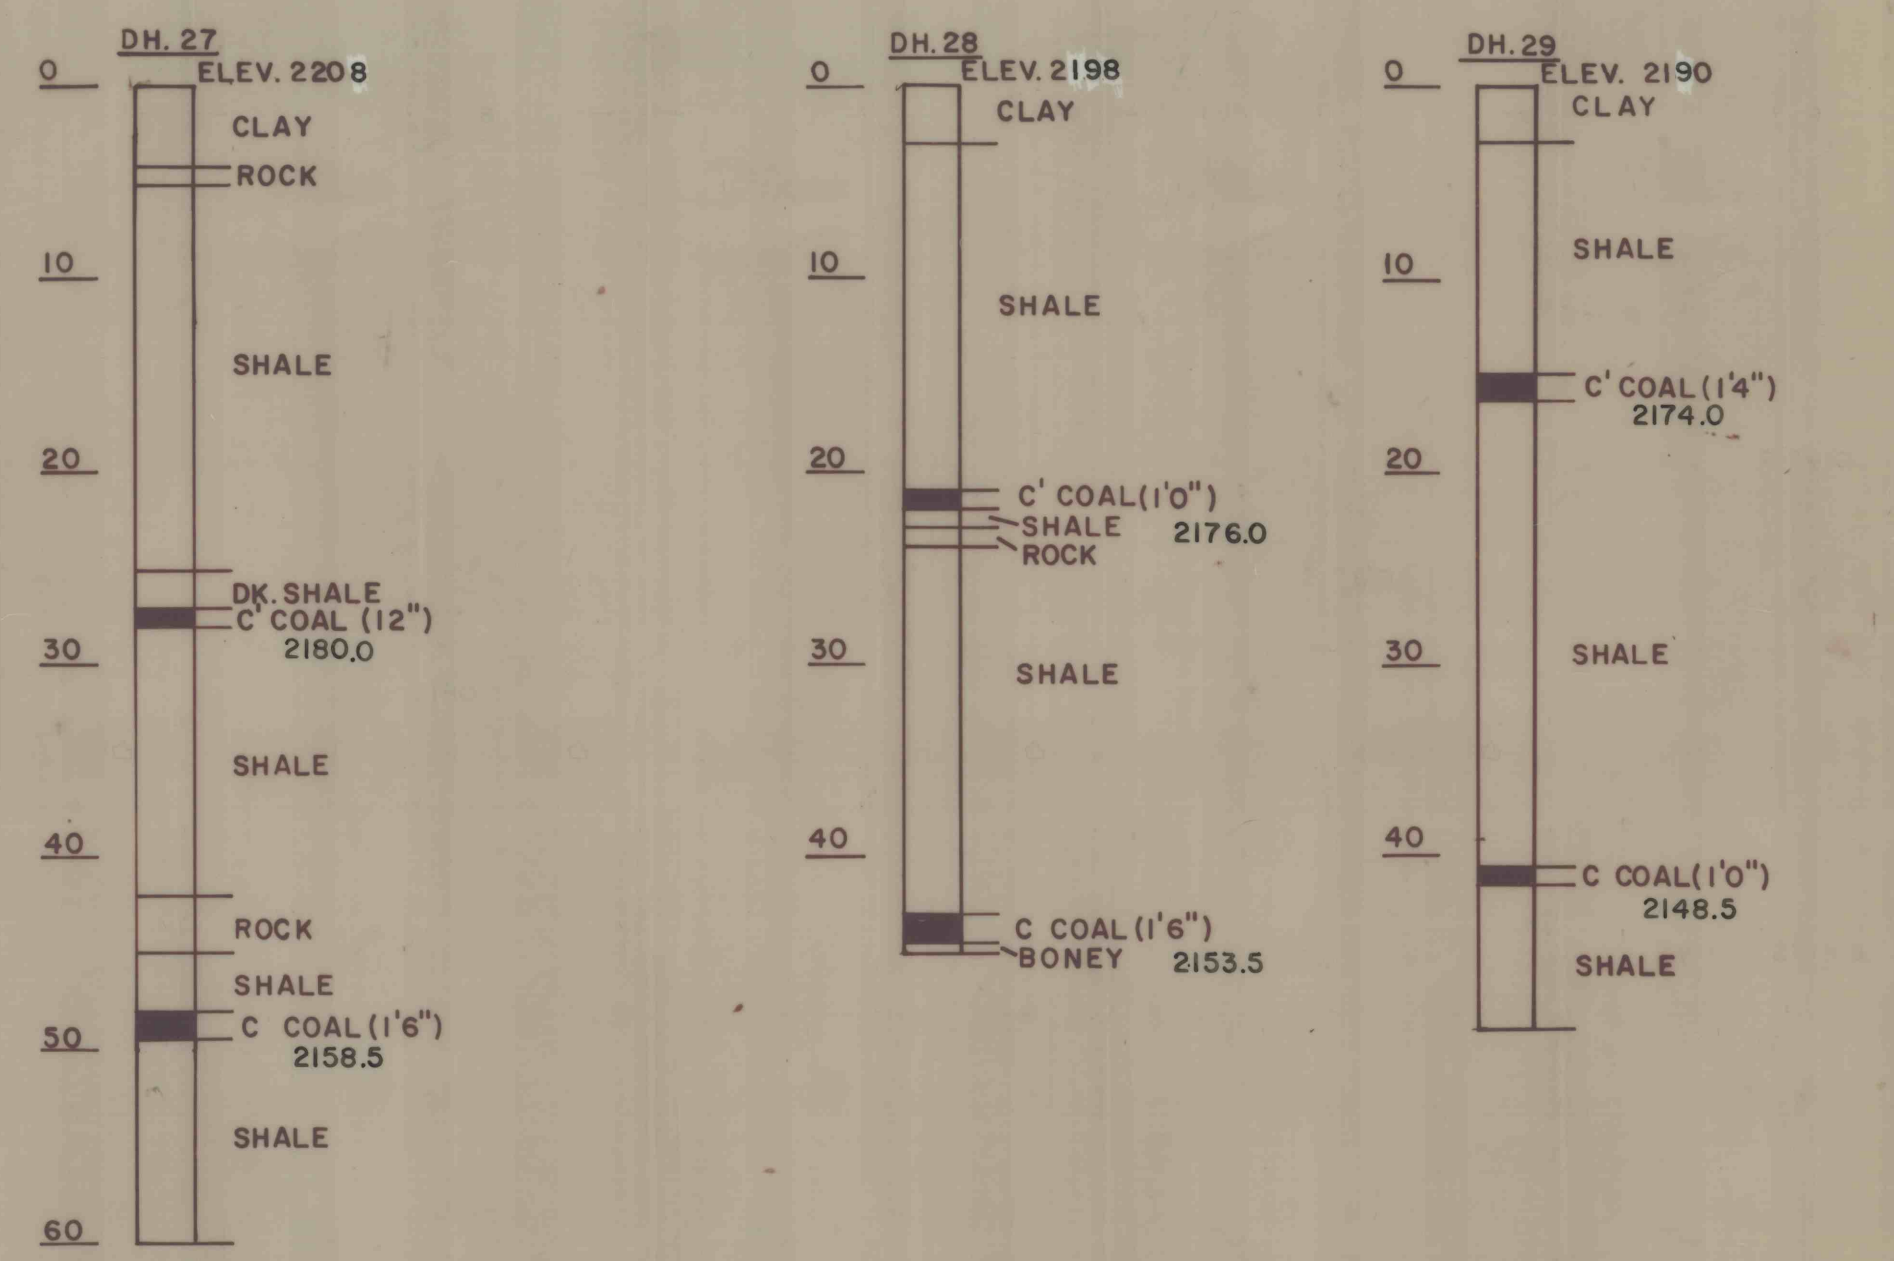 DH. 27
ELEV. 2208
0
CLAY
ROCK
10
SHALE
20
DK. SHALE
C' COAL (12")
2180.0
30
SHALE
40
ROCK
SHALE
C COAL (1'6")
50
2158.5
SHALE
60
DH. 28
ELEV. 2198
0
CLAY
10
SHALE
20
C' COAL (1'0")
SHALE
2176.0
ROCK
30
SHALE
40
C COAL (1'6")
BONEY
2153.5
DH. 29
ELEV. 2190
0
CLAY
SHALE
10
C' COAL (1'4")
2174.0
20
30
SHALE
40
C COAL (1'0")
2148.5
SHALE